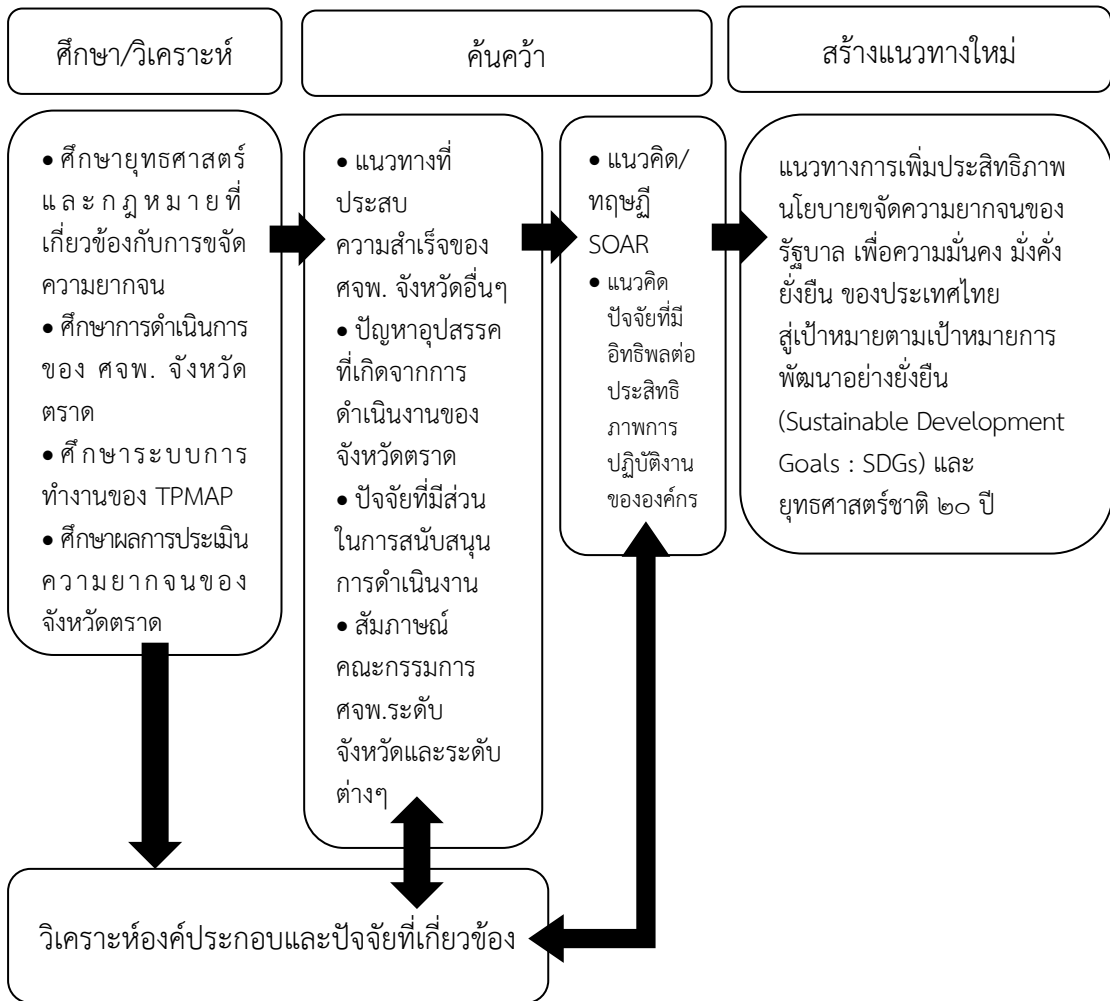 ศึกษา/วิเคราะห์
ค้นคว้า
สร้างแนวทางใหม่
• ศึกษายุทธศาสตร์
และกฎหมายที่
เกี่ยวข้องกับการขจัด
ความยากจน
• ศึกษาการดำเนินการ
ของ ศจพ. จังหวัด
ตราด
• ศึกษาระบบการ
ทำงานของ TPMAP
• ศึกษาผลการประเมิน
ความยากจนของ
จังหวัดตราด
• แนวทางที่
ประสบ
ความสำเร็จของ
ศจพ. จังหวัดอื่นๆ
• ปัญหาอุปสรรค
ที่เกิดจากการ
ดำเนินงานของ
จังหวัดตราด
• ปัจจัยที่มีส่วน
ในการสนับสนุน
การดำเนินงาน
• สัมภาษณ์
คณะกรรมการ
ศจพ.ระดับ
จังหวัดและระดับ
ต่างๆ
• แนวคิด/
ทฤษฎี
SOAR
• แนวคิด
ปัจจัยที่มี
อิทธิพลต่อ
ประสิทธิ
ภาพการ
ปฏิบัติงาน
ขององค์กร
แนวทางการเพิ่มประสิทธิภาพ
นโยบายขจัดความยากจนของ
รัฐบาล เพื่อความมั่นคง มั่งคั่ง
ยั่งยืน ของประเทศไทย
สู่เป้าหมายตามเป้าหมายการ
พัฒนาอย่างยั่งยืน
(Sustainable Development
Goals : SDGs) และ
ยุทธศาสตร์ชาติ ๒๐ ปี
วิเคราะห์องค์ประกอบและปัจจัยที่เกี่ยวข้อง